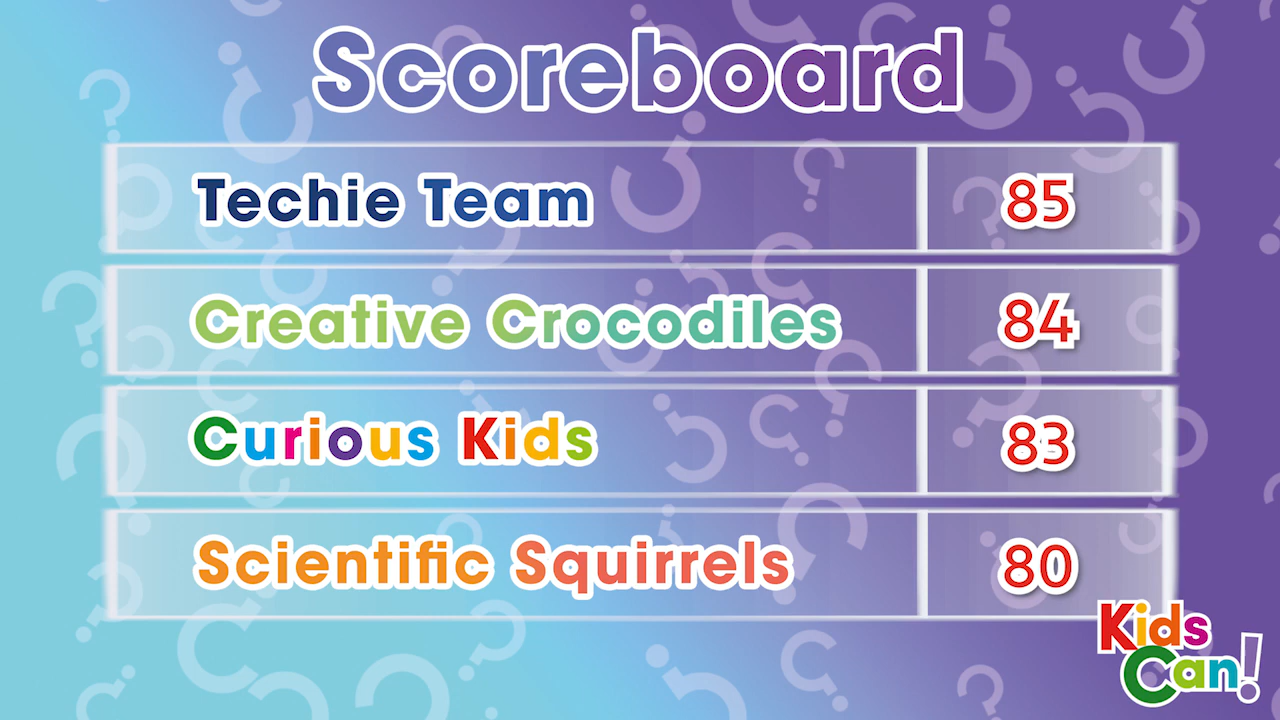 Scoreboard
Techie Team 85
Creative Crocodiles 84
Curious Kids 83
Scientific Squirrels 80
Kids
Can!